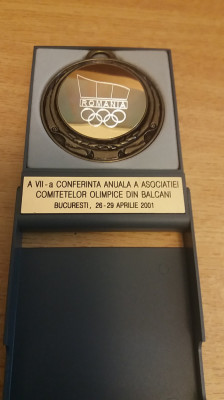 ROMANIA
A VII-a CONFERINTA ANUALA A ASOCIATIEI
COMITETELOR OLIMPICE DIN BALCANI
BUCURESTI, 26-29 APRILIE 2001